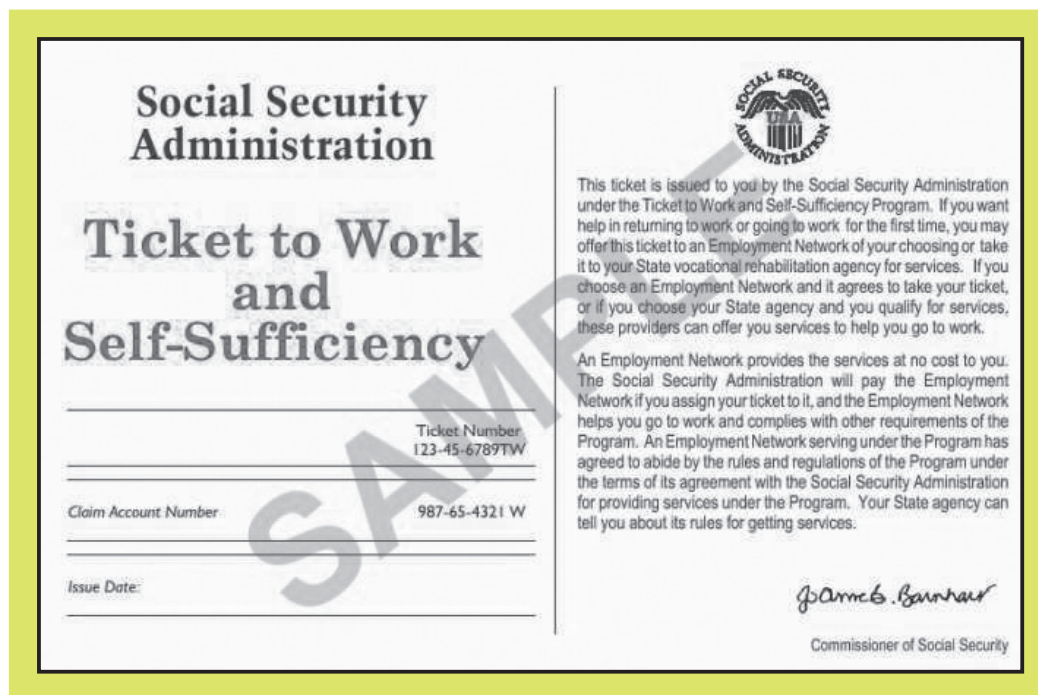 Social Security
Administration
Ticket to Work
and
Self-Sufficiency
Ticket Number
123-45-6789TW
Claim Account Number 987-65-4321 W
Issue Date:
SOCIAL SECURITY
USA
ADMINISTRATION
This ticket is issued to you by the Social Security Administration
under the Ticket to Work and Self-Sufficiency Program. If you want
help in returning to work or going to work for the first time, you may
offer this ticket to an Employment Network of your choosing or take
it to your State vocational rehabilitation agency for services. If you
choose an Employment Network and it agrees to take your ticket,
or if you choose your State agency and you qualify for services,
these providers can offer you services to help you go to work.
An Employment Network provides the services at no cost to you.
The Social Security Administration will pay the Employment
Network if you assign your ticket to it, and the Employment Network
helps you go to work and complies with other requirements of the
Program. An Employment Network serving under the Program has
agreed to abide by the rules and regulations of the Program under
the terms of its agreement with the Social Security Administration
for providing services under the Program. Your State agency can
tell you about its rules for getting services.
Jo Anne B. Barnhart
Commissioner of Social Security
SAMPLE